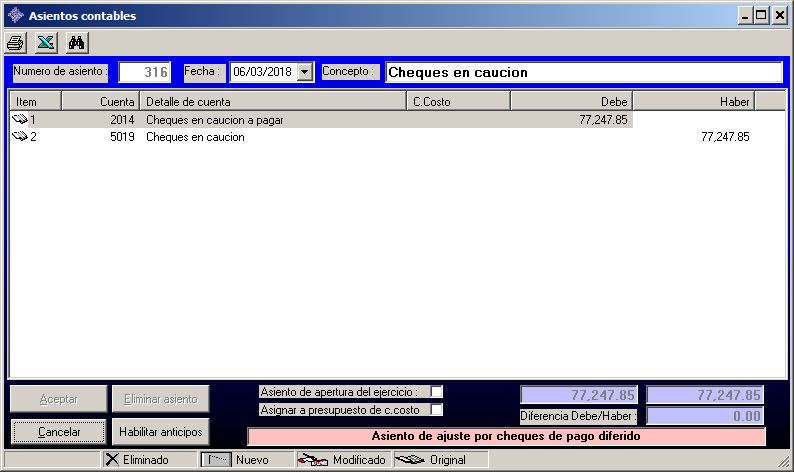 Asientos contables
Numero de asiento : 316 Fecha : 06/03/2018 Concepto : Cheques en caucion
Item Cuenta Detalle de cuenta C.Costo Debe Haber
1 2014 Cheques en caucion a pagar 77,247.85
2 5019 Cheques en caucion 77,247.85
Aceptar Eliminar asiento Asiento de apertura del ejercicio : 77,247.85 77,247.85
Asignar a presupuesto de c.costo Diferencia Debe/Haber : 0.00
Cancelar Habilitar anticipos Asiento de ajuste por cheques de pago diferido
Eliminado Nuevo Modificado Original